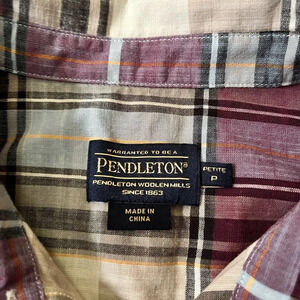 WARRANTED TO BE A
PENDLETON®
PENDLETON WOOLEN MILLS
SINCE 1863
PETITE
P
MADE IN
CHINA